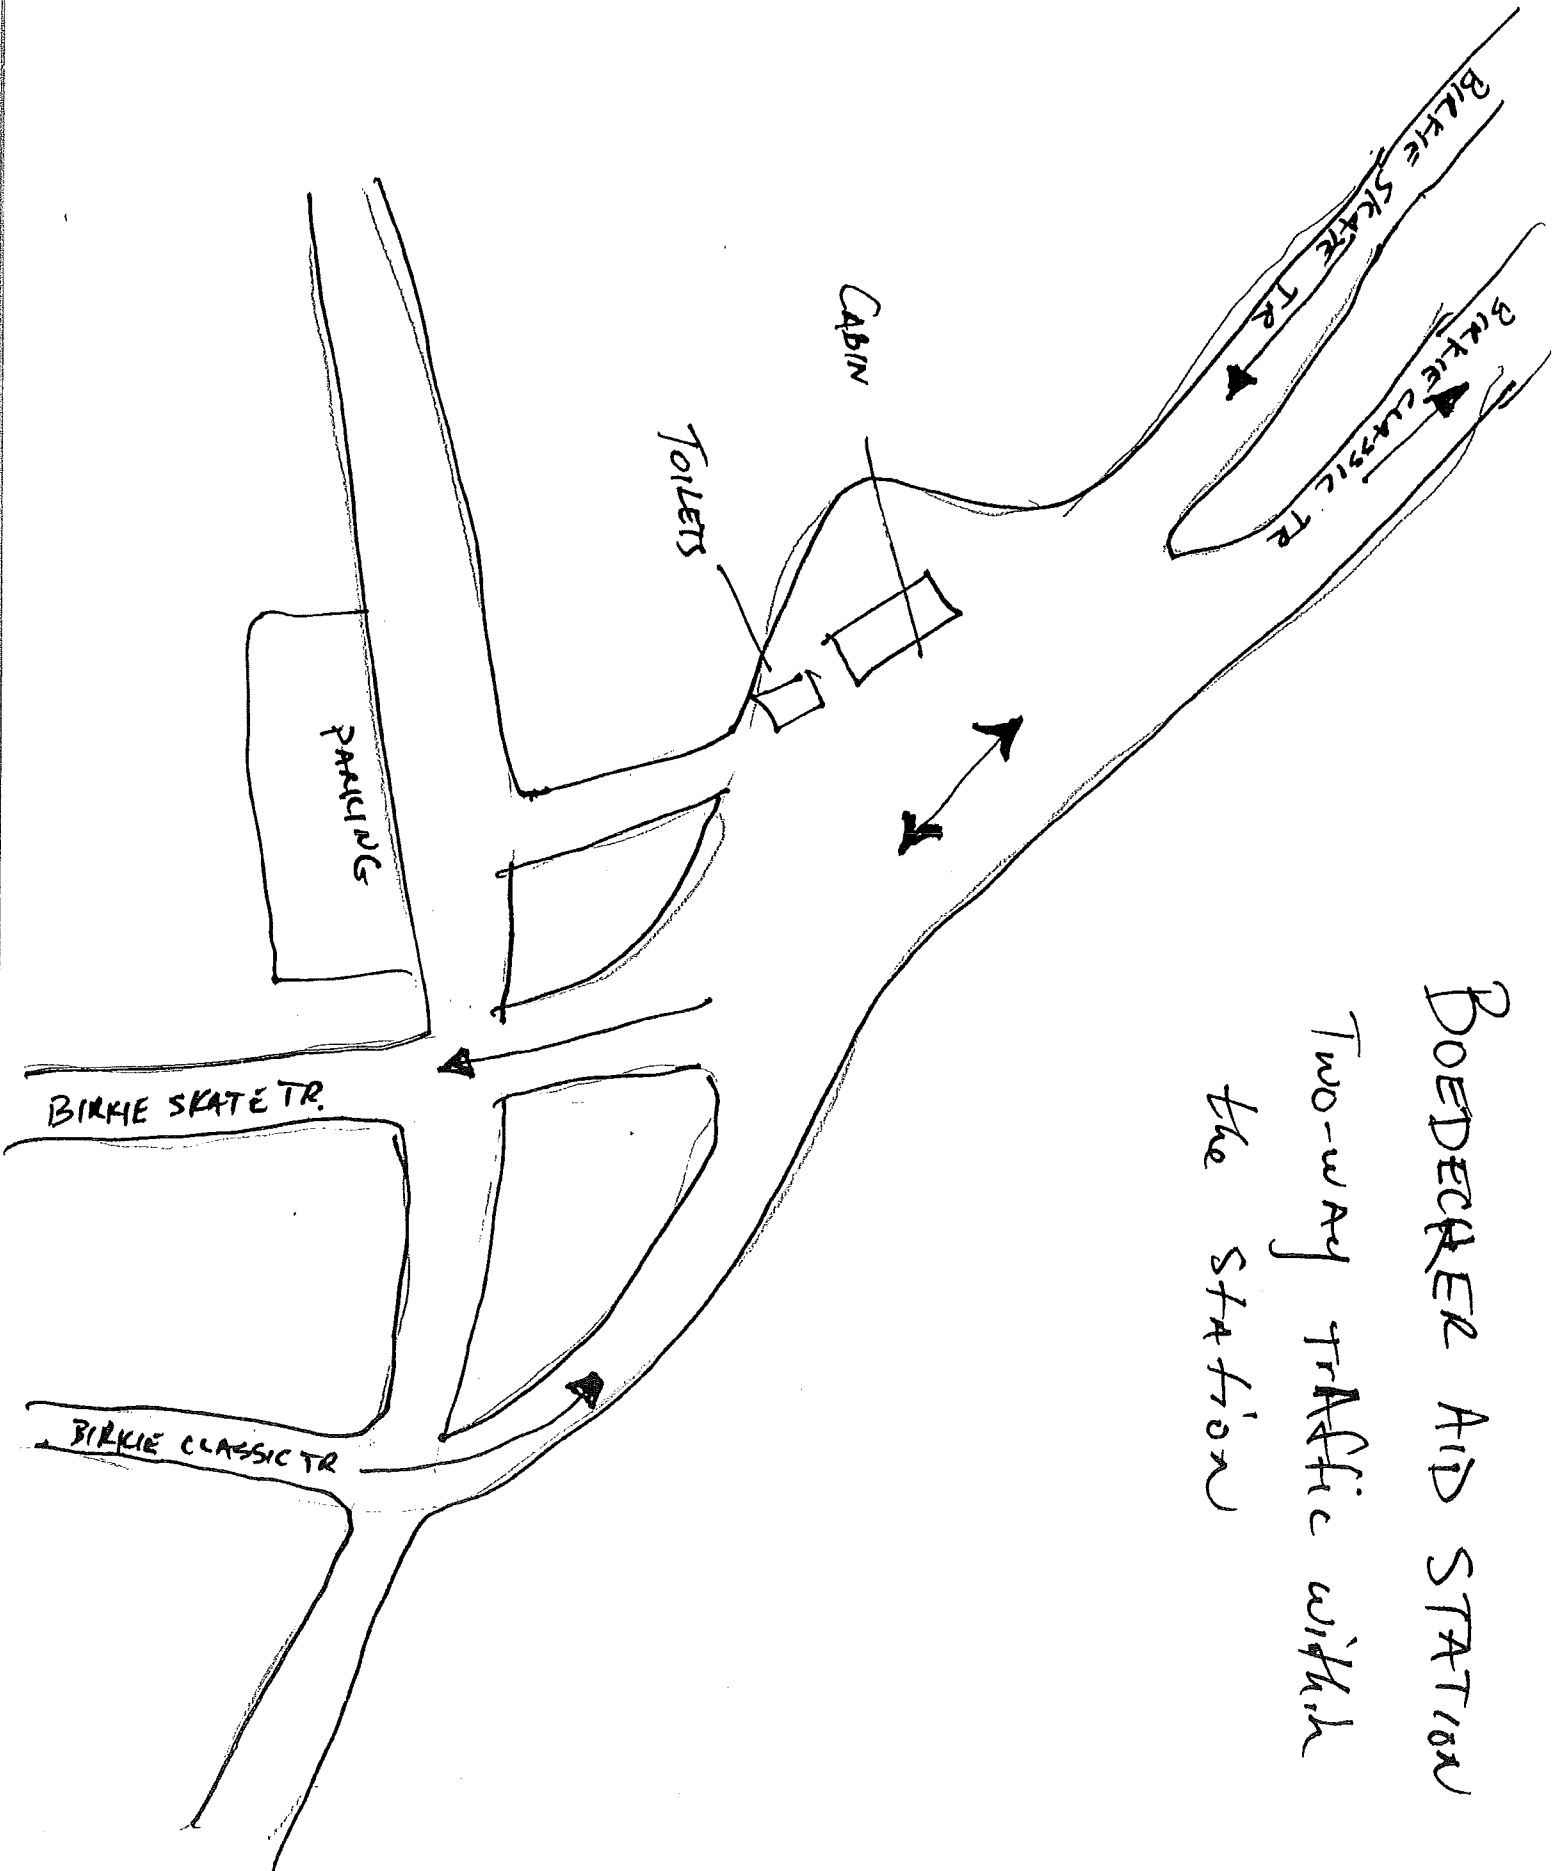 BOEDECKER AID STATION
Two-way Traffic within
the Station
BIRKIE SKATE TR
BIRKIE CLASSIC TR
CABIN
TOILETS
PARKING
BIRKIE SKATE TR.
BIRKIE CLASSIC TR